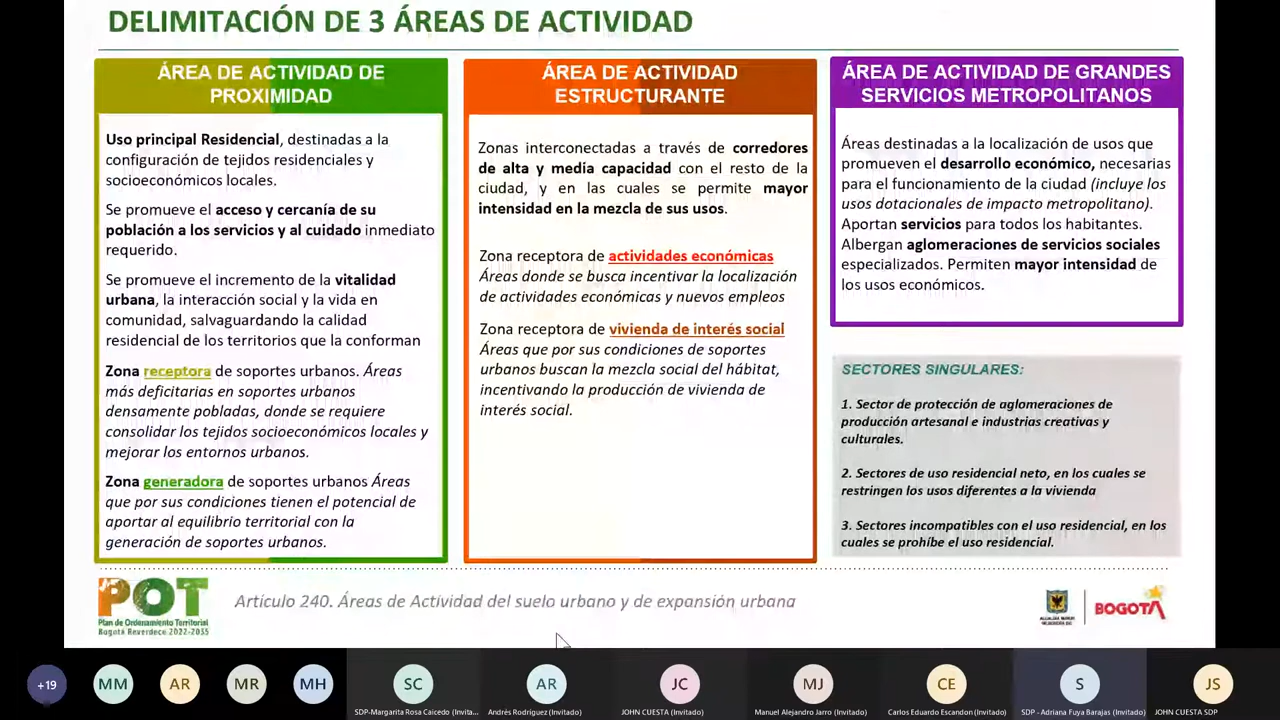 DELIMITACIÓN DE 3 ÁREAS DE ACTIVIDAD
ÁREA DE ACTIVIDAD DE
PROXIMIDAD
Uso principal Residencial, destinadas a la
configuración de tejidos residenciales y
socioeconómicos locales.
Se promueve el acceso y cercanía de su
población a los servicios y al cuidado inmediato
requerido.
Se promueve el incremento de la vitalidad
urbana, la interacción social y la vida en
comunidad, salvaguardando la calidad
residencial de los territorios que la conforman
Zona receptora de soportes urbanos. Áreas
más deficitarias en soportes urbanos
densamente pobladas, donde se requiere
consolidar los tejidos socioeconómicos locales y
mejorar los entornos urbanos.
Zona generadora de soportes urbanos Áreas
que por sus condiciones tienen el potencial de
aportar al equilibrio territorial con la
generación de soportes urbanos.
ÁREA DE ACTIVIDAD
ESTRUCTURANTE
Zonas interconectadas a través de corredores
de alta y media capacidad con el resto de la
ciudad, y en las cuales se permite mayor
intensidad en la mezcla de sus usos.
Zona receptora de actividades económicas
Áreas donde se busca incentivar la localización
de actividades económicas y nuevos empleos
Zona receptora de vivienda de interés social
Áreas que por sus condiciones de soportes
urbanos buscan la mezcla social del hábitat,
incentivando la producción de vivienda de
interés social.
ÁREA DE ACTIVIDAD DE GRANDES
SERVICIOS METROPOLITANOS
Áreas destinadas a la localización de usos que
promueven el desarrollo económico, necesarias
para el funcionamiento de la ciudad (incluye los
usos dotacionales de impacto metropolitano).
Aportan servicios para todos los habitantes.
Albergan aglomeraciones de servicios sociales
especializados. Permiten mayor intensidad de
los usos económicos.
SECTORES SINGULARES:
1. Sector de protección de aglomeraciones de
producción artesanal e industrias creativas y
culturales.
2. Sectores de uso residencial neto, en los cuales se
restringen los usos diferentes a la vivienda
3. Sectores incompatibles con el uso residencial, en los
cuales se prohíbe el uso residencial.
POT
Plan de Ordenamiento Territorial
Bogotá Reverdece 2022-2035
Artículo 240. Áreas de Actividad del suelo urbano y de expansión urbana
BOGOTÁ
+19
MM
AR
MR
MH
SC
AR
JC
MJ
CE
S
JS
SDP-Margarita Rosa Caicedo (Invita...
Andrés Rodríguez (Invitado)
JOHN CUESTA (Invitado)
Manuel Alejandro Jarro (Invitado)
Carlos Eduardo Escandon (Invitado)
SDP - Adriana Fuya Barajas (Invitado)
JOHN CUESTA SDP